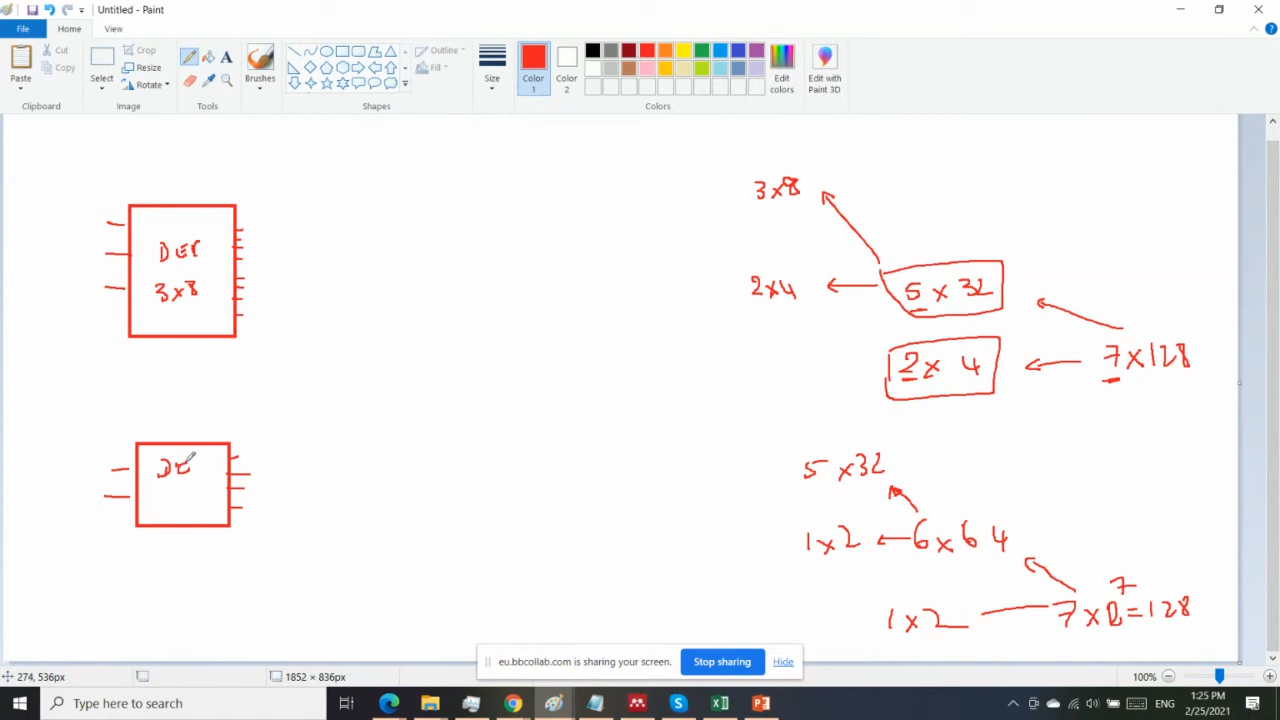 Untitled - Paint
File
Home
View
Paste
Cut
Copy
Clipboard
Select
Crop
Resize
Rotate
Image
Tools
Brushes
Shapes
Outline
Fill
Size
Color
1
Color
2
Colors
Edit
colors
Edit with
Paint 3D
3x8
DEC
3x8
2x4
5 x 32
2x 4
7x128
DE
5 x32
1x2
6x64
7
1x2
7x2=128
eu.bbcollab.com is sharing your screen.
Stop sharing
Hide
274, 536px
1852 × 836px
100%
Type here to search
ENG
1:25 PM
2/25/2021